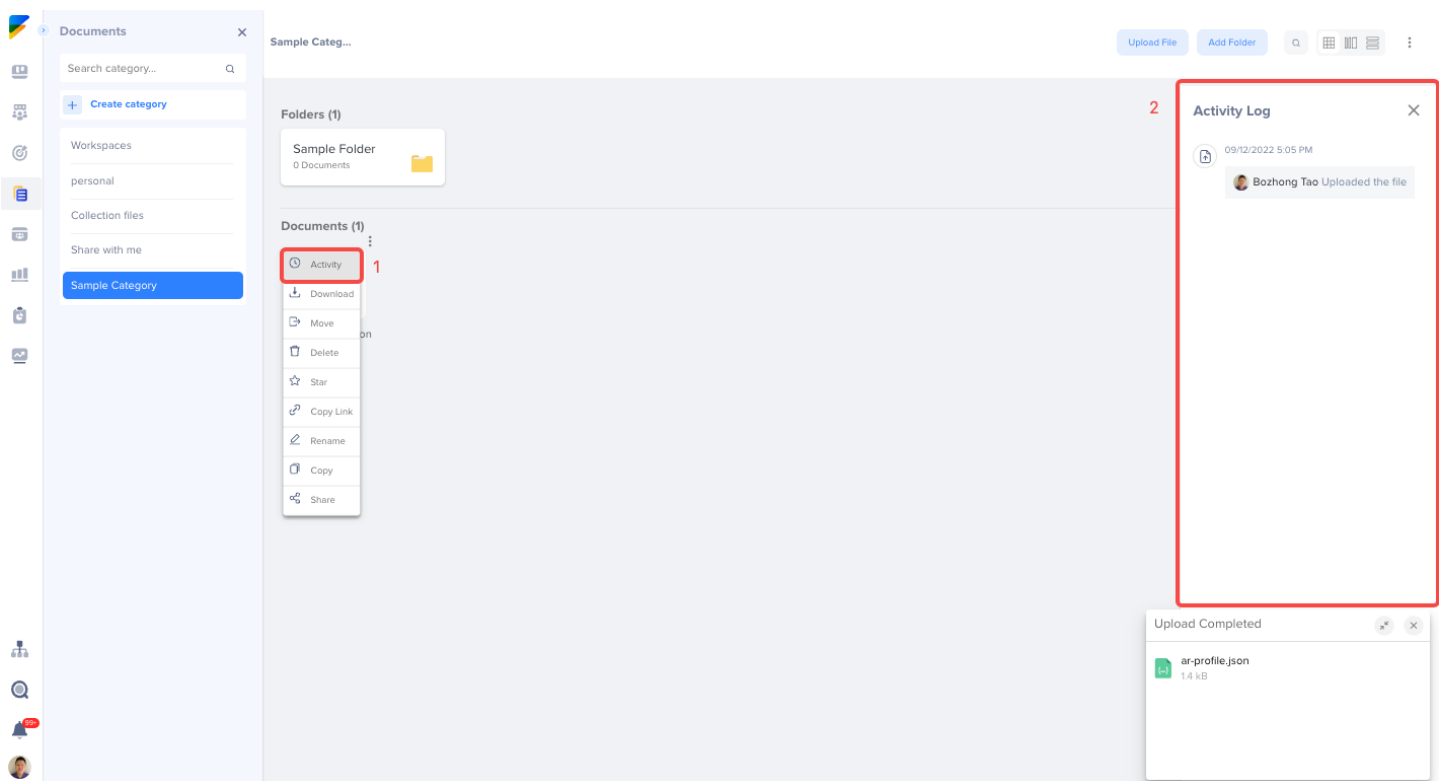 Documents
Search category...
Create category
Workspaces
personal
Collection files
Share with me
Sample Category
99+
Sample Categ...
Upload File
Add Folder
Folders (1)
Sample Folder
0 Documents
Documents (1)
1
Activity
Download
Move
on
Delete
Star
Copy Link
Rename
Copy
Share
2
Activity Log
09/12/2022 5:05 PM
Bozhong Tao Uploaded the file
Upload Completed
ar-profile.json
1.4 kB